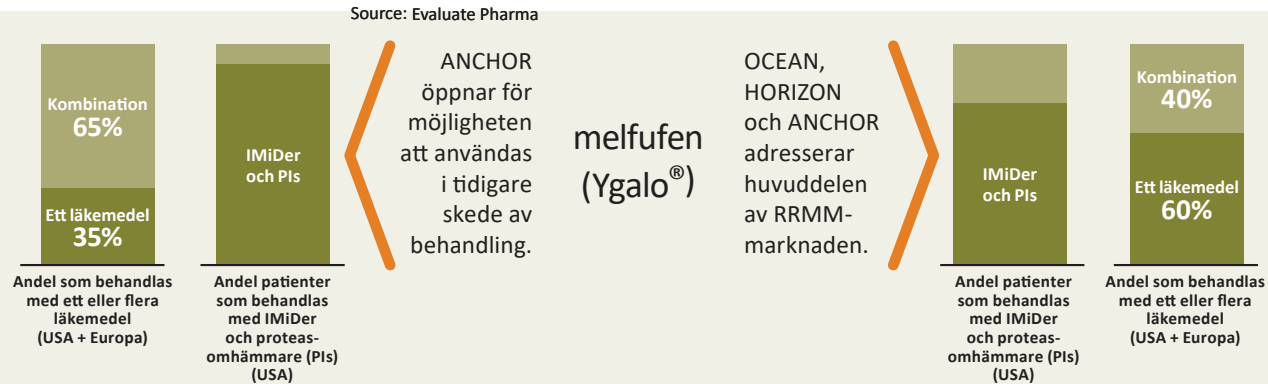 Source: Evaluate Pharma
Kombination
65%
Ett läkemedel
35%
Andel som behandlas
med ett eller flera
läkemedel
(USA + Europa)
IMiDer
och PIs
Andel patienter
som behandlas
med IMiDer
och proteas-
omhämmare (PIs)
(USA)
ANCHOR
öppnar för
möjligheten
att användas
i tidigare
skede av
behandling.
melfufen
(Ygalo®)
OCEAN,
HORIZON
och ANCHOR
adresserar
huvuddelen
av RRMM-
marknaden.
IMiDer
och PIs
Andel patienter
som behandlas
med IMiDer
och proteas-
omhämmare (PIs)
(USA)
Kombination
40%
Ett läkemedel
60%
Andel som behandlas
med ett eller flera
läkemedel
(USA + Europa)